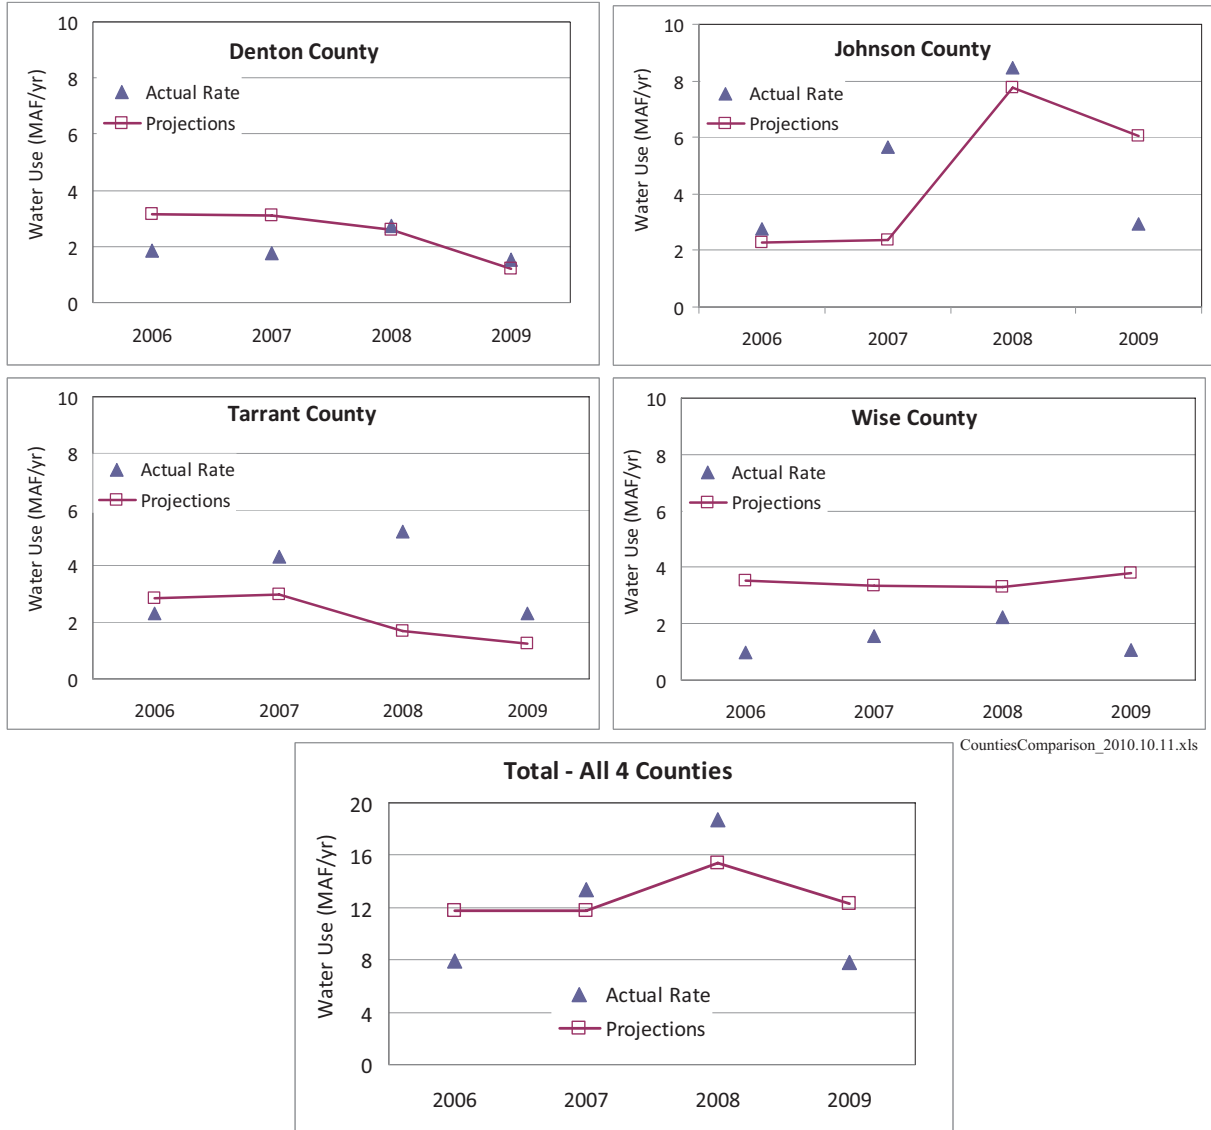 Denton County
Water Use (MAF/yr)
10
8
6
4
2
0
Actual Rate
Projections
2006 2007 2008 2009
Johnson County
Water Use (MAF/yr)
10
8
6
4
2
0
Actual Rate
Projections
2006 2007 2008 2009
Tarrant County
Water Use (MAF/yr)
10
8
6
4
2
0
Actual Rate
Projections
2006 2007 2008 2009
Wise County
Water Use (MAF/yr)
10
8
6
4
2
0
Actual Rate
Projections
2006 2007 2008 2009
CountiesComparison_2010.10.11.xls
Total - All 4 Counties
Water Use (MAF/yr)
20
16
12
8
4
0
Actual Rate
Projections
2006 2007 2008 2009